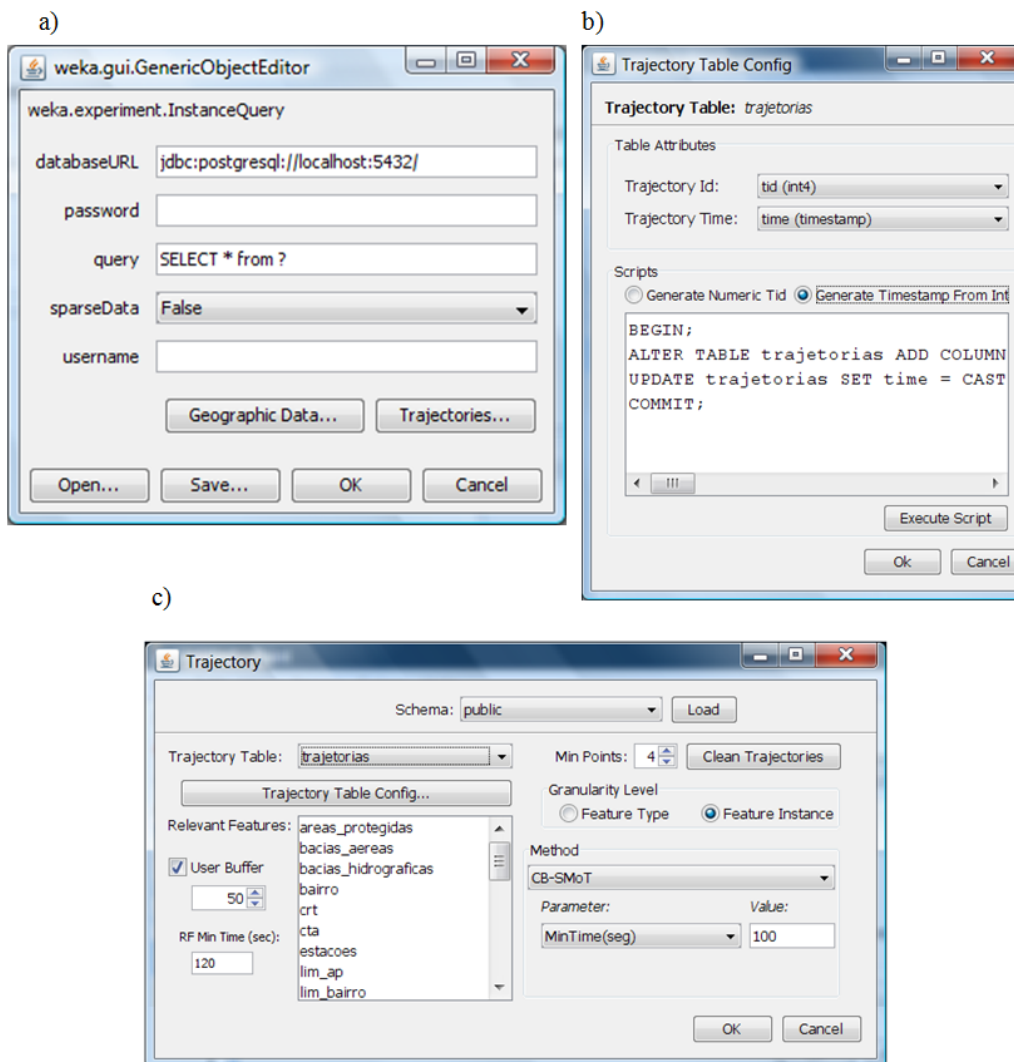 a)
weka.gui.GenericObjectEditor
weka.experiment.InstanceQuery
databaseURL jdbc:postgresql://localhost:5432/
password
query SELECT * from ?
sparseData False
username
Geographic Data... Trajectories...
Open... Save... OK Cancel
b)
Trajectory Table Config
Trajectory Table: trajetorias
Table Attributes
Trajectory Id: tid (int4)
Trajectory Time: time (timestamp)
Scripts
Generate Numeric Tid Generate Timestamp From Int
BEGIN;
ALTER TABLE trajetorias ADD COLUMN
UPDATE trajetorias SET time = CAST
COMMIT;
Execute Script
Ok Cancel
c)
Trajectory
Schema: public Load
Trajectory Table: trajetorias Min Points: 4 Clean Trajectories
Trajectory Table Config... Granularity Level
Feature Type Feature Instance
Relevant Features: areas_protegidas
bacias_aereas
User Buffer bacias_hidrograficas
50 bairro
crt
RF Min Time (sec): cta
120 estacoes
lim_ap
lim_bairro
Method
CB-SMoT
Parameter: Value:
MinTime(seg) 100
OK Cancel